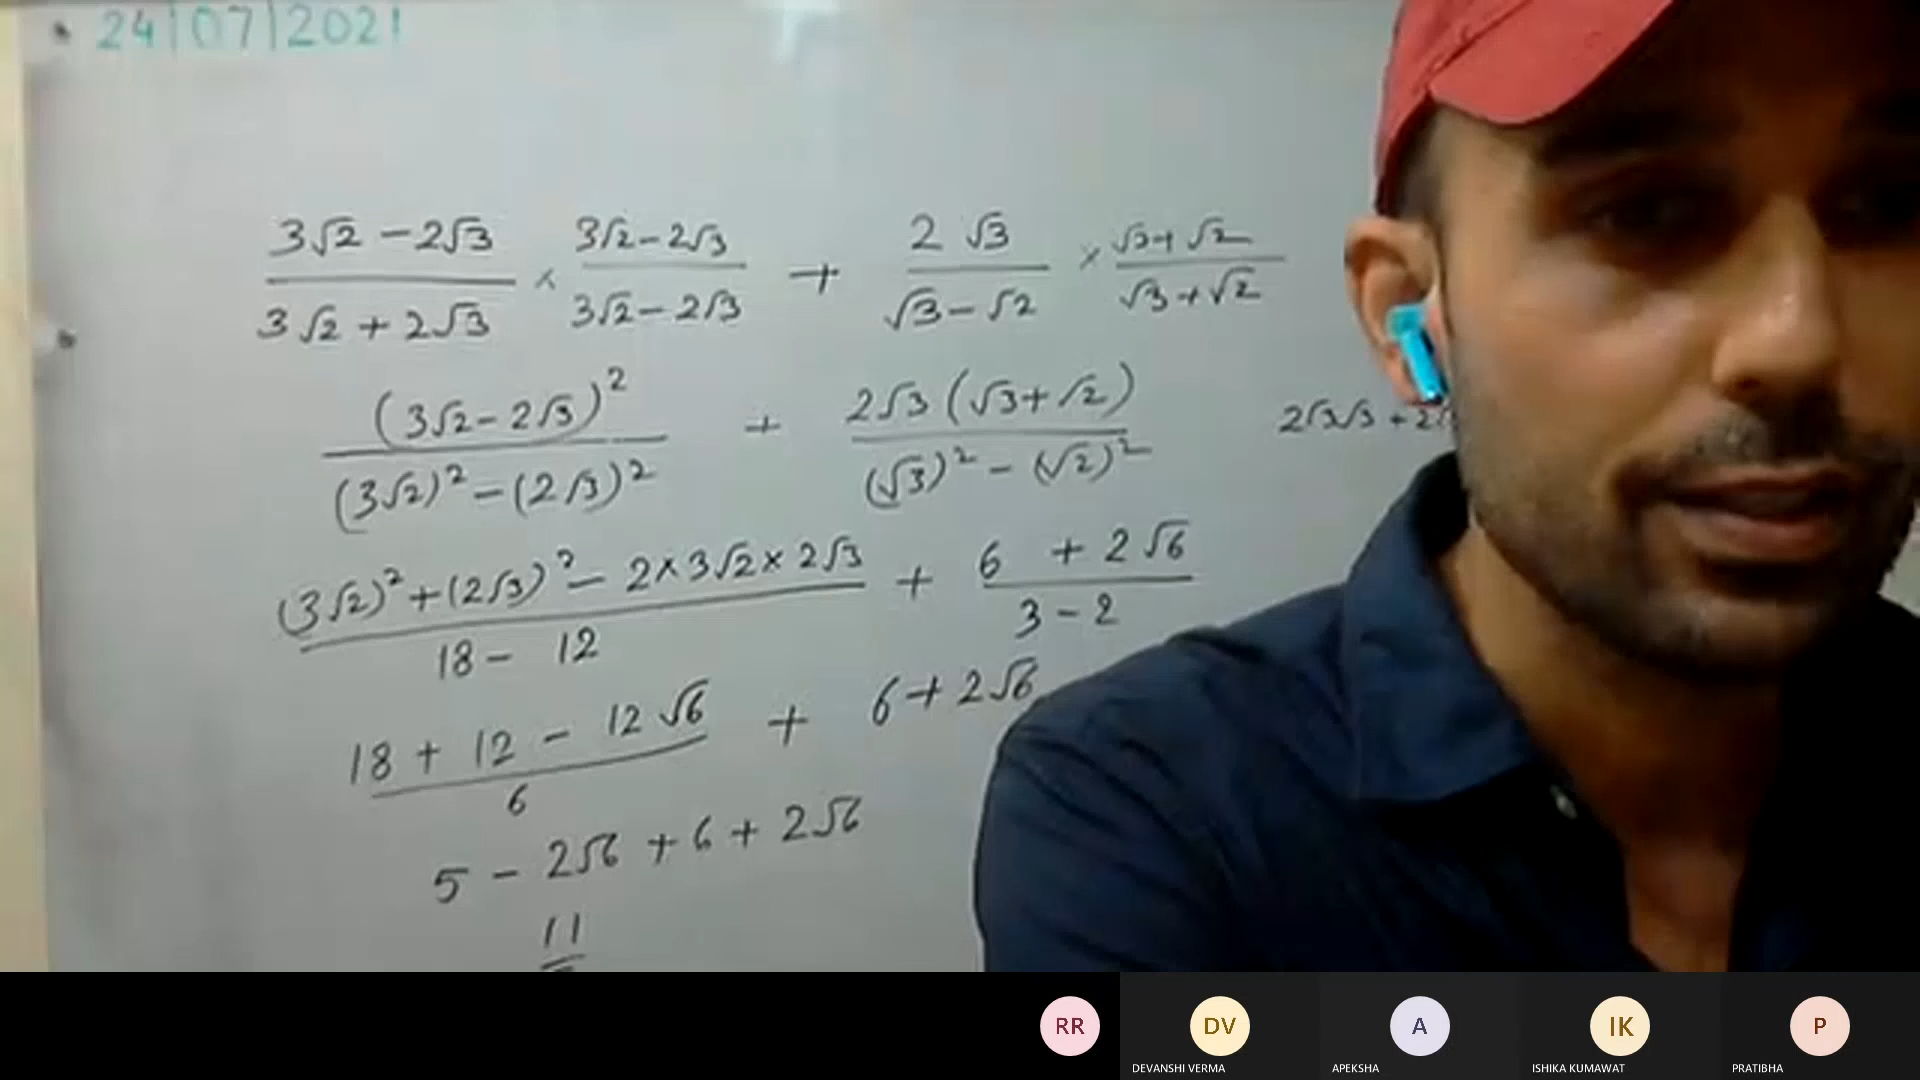 24|07|2021
3√2 - 2√3 / 3√2 + 2√3 × 3√2 - 2√3 / 3√2 - 2√3 + 2 √3 / √3 - √2 × √3 + √2 / √3 + √2
(3√2 - 2√3)² / (3√2)² - (2√3)² + 2√3 (√3 + √2) / (√3)² - (√2)²
2√3√3 + 2
(3√2)² + (2√3)² - 2×3√2×2√3 / 18 - 12 + 6 + 2√6 / 3 - 2
18 + 12 - 12√6 / 6 + 6 + 2√6
5 - 2√6 + 6 + 2√6
11
RR
DV
A
IK
P
DEVANSHI VERMA
APEKSHA
ISHIKA KUMAWAT
PRATIBHA